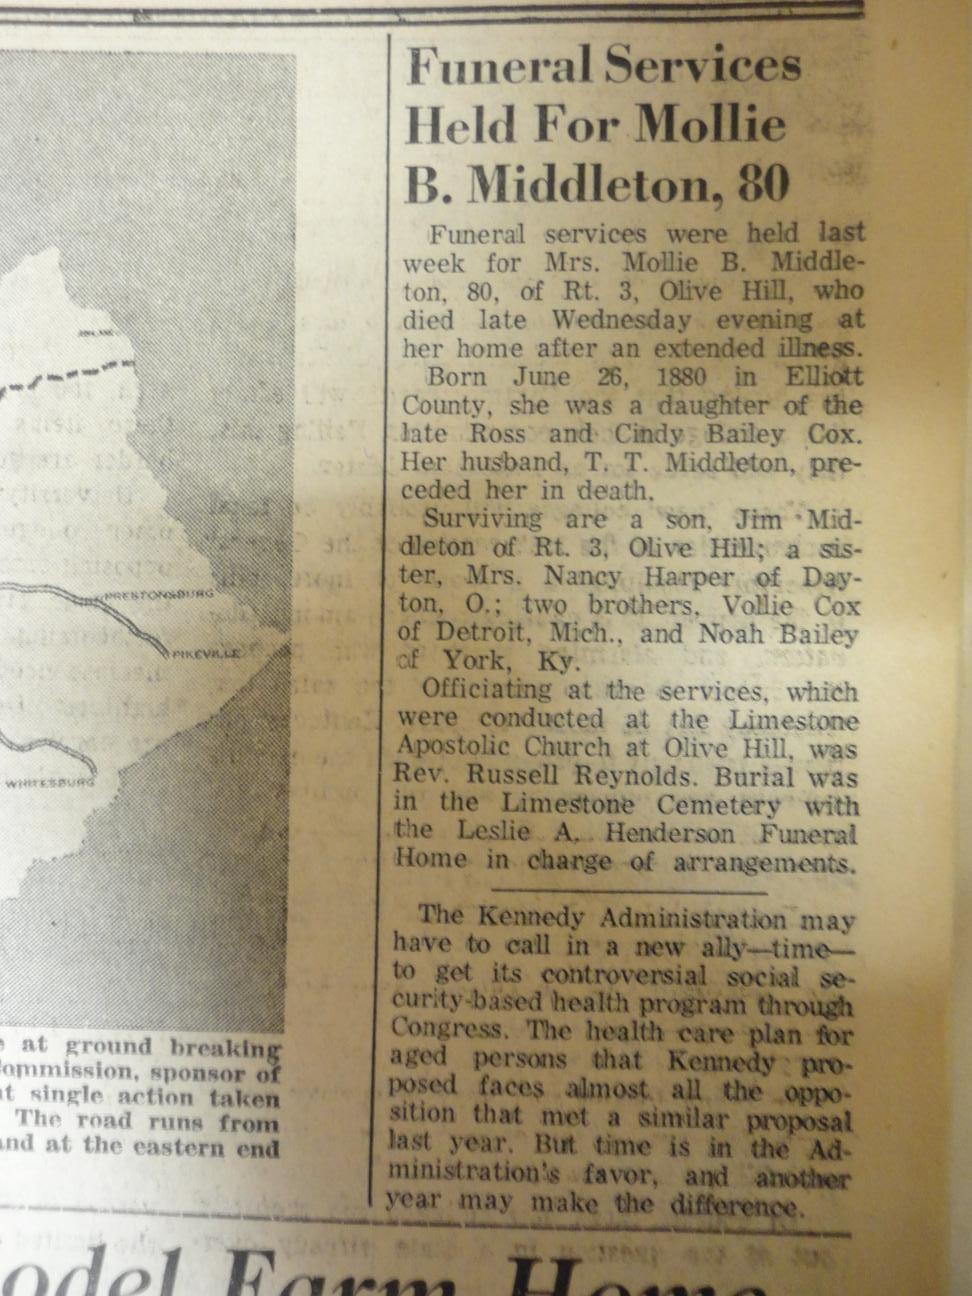 Funeral Services
Held For Mollie
B. Middleton, 80
Funeral services were held last
week for Mrs. Mollie B. Middle-
ton, 80, of Rt. 3, Olive Hill, who
died late Wednesday evening at
her home after an extended illness.
Born June 26, 1880 in Elliott
County, she was a daughter of the
late Ross and Cindy Bailey Cox.
Her husband, T. T. Middleton, pre-
ceded her in death.
Surviving are a son, Jim Mid-
dleton of Rt. 3, Olive Hill; a sis-
ter, Mrs. Nancy Harper of Day-
ton, O.; two brothers, Vollie Cox
of Detroit, Mich., and Noah Bailey
of York, Ky.
Officiating at the services, which
were conducted at the Limestone
Apostolic Church at Olive Hill, was
Rev. Russell Reynolds. Burial was
in the Limestone Cemetery with
the Leslie A. Henderson Funeral
Home in charge of arrangements.
The Kennedy Administration may
have to call in a new ally—time—
to get its controversial social se-
curity-based health program through
Congress. The health care plan for
aged persons that Kennedy pro-
posed faces almost all the oppo-
sition that met a similar proposal
last year. But time is in the Ad-
ministration's favor, and another
year may make the difference.
PRESTONSBURG
PIKEVILLE
WHITESBURG
at ground breaking
ommission, sponsor of
single action taken
The road runs from
and at the eastern end
odel Farm Home